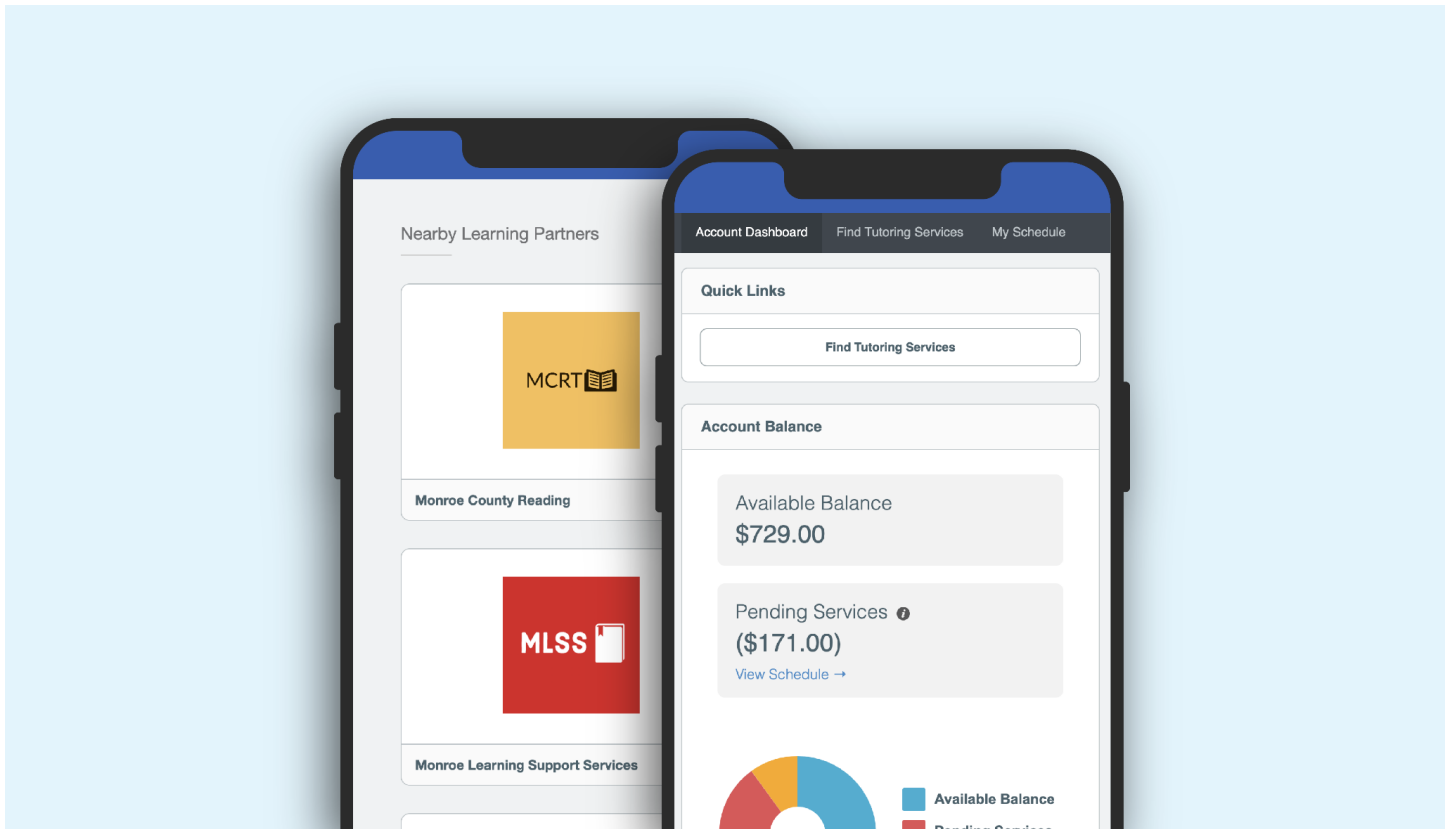 Nearby Learning Partners
MCRT
Monroe County Reading
MLSS
Monroe Learning Support Services
Account Dashboard Find Tutoring Services My Schedule
Quick Links
Find Tutoring Services
Account Balance
Available Balance
$729.00
Pending Services i
($171.00)
View Schedule →
Available Balance
Pending Services